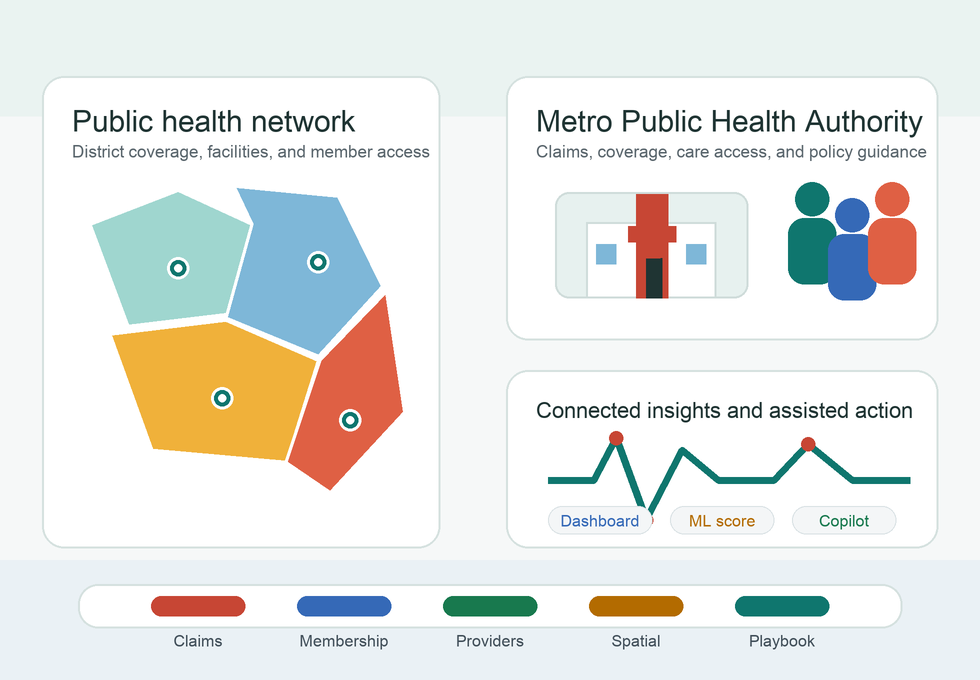 Public health network
District coverage, facilities, and member access
Metro Public Health Authority
Claims, coverage, care access, and policy guidance
Connected insights and assisted action
Dashboard
ML score
Copilot
Claims
Membership
Providers
Spatial
Playbook